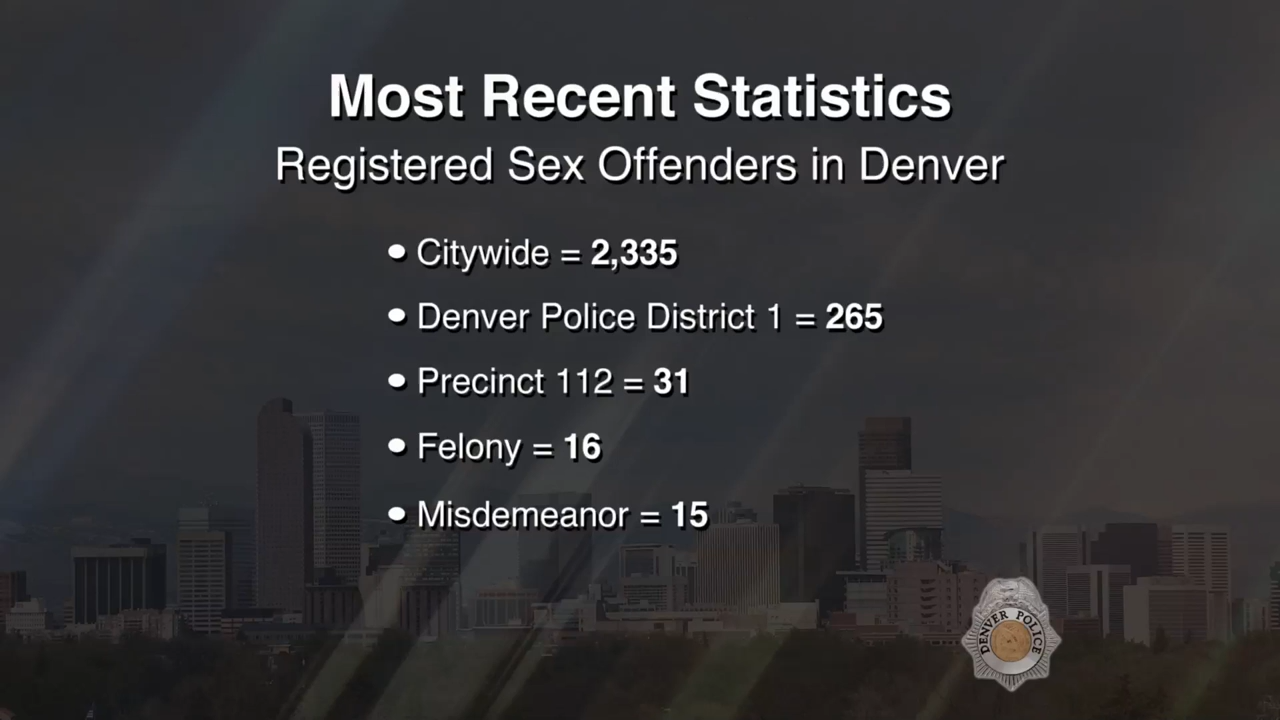 Most Recent Statistics
Registered Sex Offenders in Denver
• Citywide = 2,335
• Denver Police District 1 = 265
• Precinct 112 = 31
• Felony = 16
• Misdemeanor = 15
DENVER POLICE